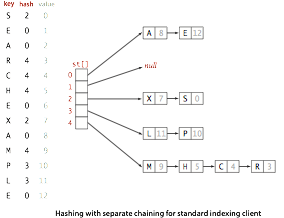 key hash value
S 2 0
E 0 1
A 0 2
R 4 3
C 4 4
H 4 5
E 0 6
X 2 7
A 0 8
M 4 9
P 3 10
L 3 11
E 0 12
st[]
0
1
2
3
4
A 8 E 12
null
X 7 S 0
L 11 P 10
M 9 H 5 C 4 R 3
Hashing with separate chaining for standard indexing client